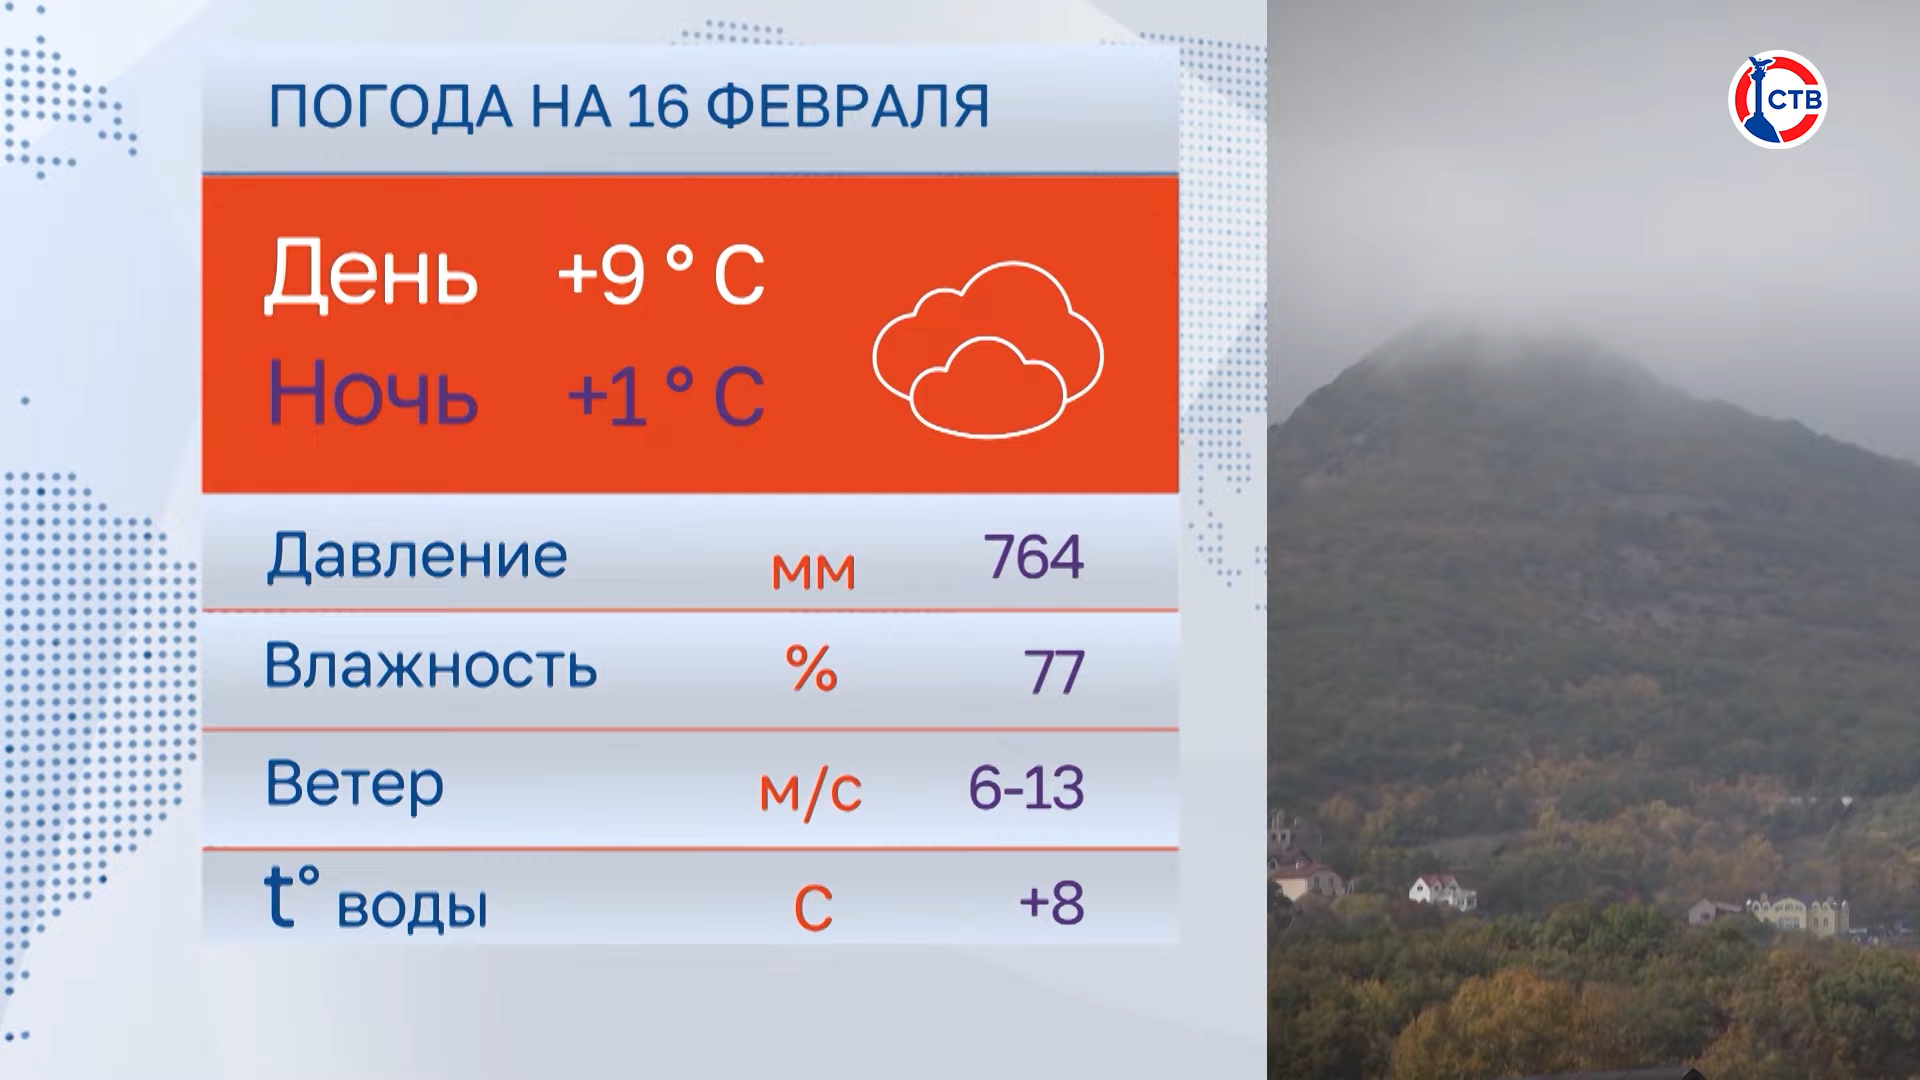 ПОГОДА НА 16 ФЕВРАЛЯ
СТВ
День +9 ° С
Ночь +1 ° С
Давление мм 764
Влажность % 77
Ветер м/с 6-13
t° воды С +8